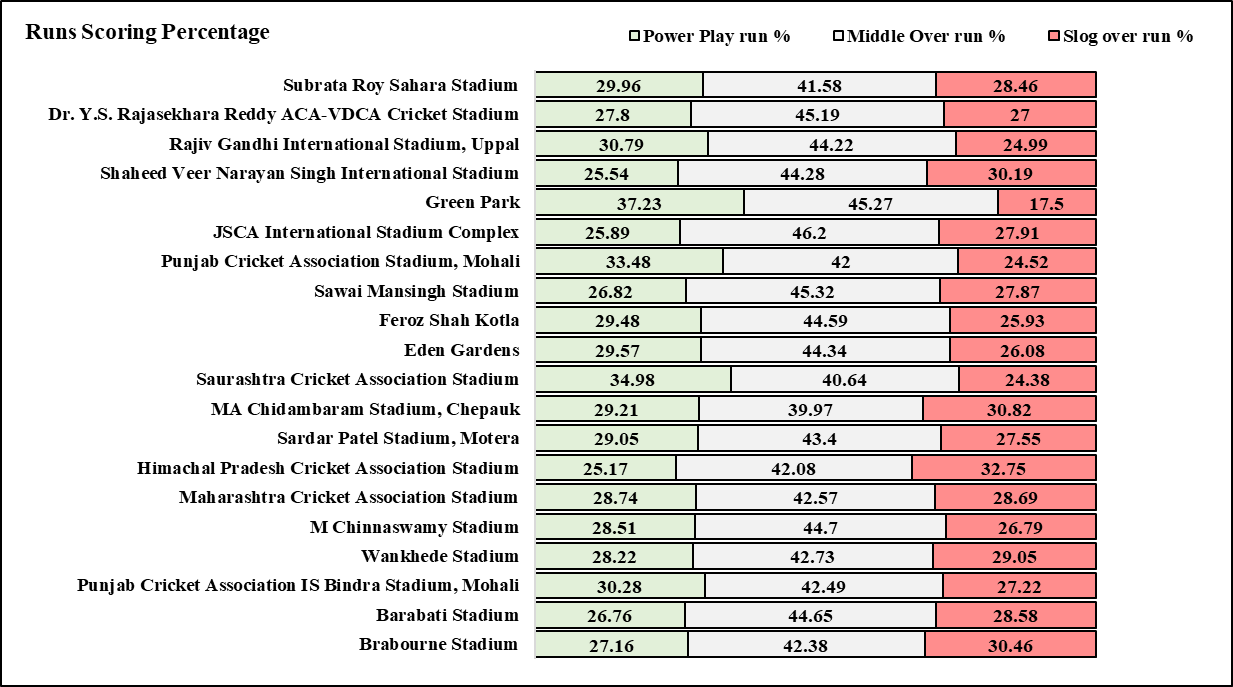 Runs Scoring Percentage
Power Play run % Middle Over run % Slog over run %
Subrata Roy Sahara Stadium 29.96 41.58 28.46
Dr. Y.S. Rajasekhara Reddy ACA-VDCA Cricket Stadium 27.8 45.19 27
Rajiv Gandhi International Stadium, Uppal 30.79 44.22 24.99
Shaheed Veer Narayan Singh International Stadium 25.54 44.28 30.19
Green Park 37.23 45.27 17.5
JSCA International Stadium Complex 25.89 46.2 27.91
Punjab Cricket Association Stadium, Mohali 33.48 42 24.52
Sawai Mansingh Stadium 26.82 45.32 27.87
Feroz Shah Kotla 29.48 44.59 25.93
Eden Gardens 29.57 44.34 26.08
Saurashtra Cricket Association Stadium 34.98 40.64 24.38
MA Chidambaram Stadium, Chepauk 29.21 39.97 30.82
Sardar Patel Stadium, Motera 29.05 43.4 27.55
Himachal Pradesh Cricket Association Stadium 25.17 42.08 32.75
Maharashtra Cricket Association Stadium 28.74 42.57 28.69
M Chinnaswamy Stadium 28.51 44.7 26.79
Wankhede Stadium 28.22 42.73 29.05
Punjab Cricket Association IS Bindra Stadium, Mohali 30.28 42.49 27.22
Barabati Stadium 26.76 44.65 28.58
Brabourne Stadium 27.16 42.38 30.46